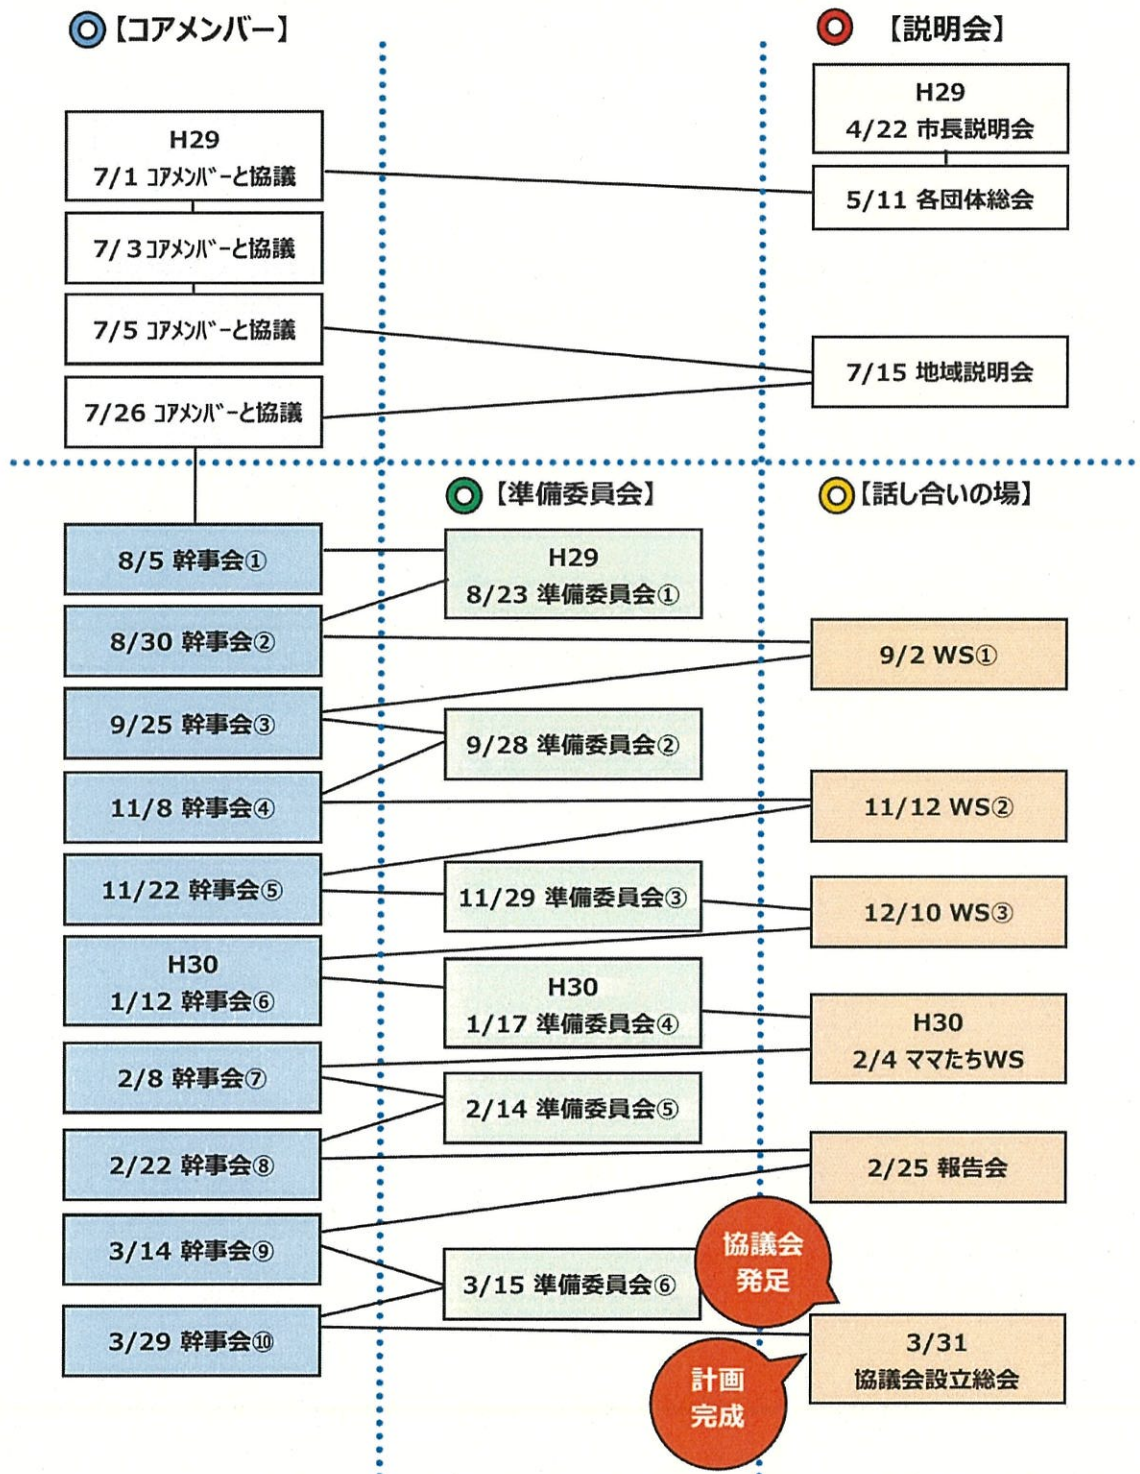 【コアメンバー】
H29
7/1 コアメンバーと協議
7/3 コアメンバーと協議
7/5 コアメンバーと協議
7/26 コアメンバーと協議
【説明会】
H29
4/22 市長説明会
5/11 各団体総会
7/15 地域説明会
8/5 幹事会①
8/30 幹事会②
9/25 幹事会③
11/8 幹事会④
11/22 幹事会⑤
H30
1/12 幹事会⑥
2/8 幹事会⑦
2/22 幹事会⑧
3/14 幹事会⑨
3/29 幹事会⑩
【準備委員会】
H29
8/23 準備委員会①
9/28 準備委員会②
11/29 準備委員会③
H30
1/17 準備委員会④
2/14 準備委員会⑤
3/15 準備委員会⑥
【話し合いの場】
9/2 WS①
11/12 WS②
12/10 WS③
H30
2/4 ママたちWS
2/25 報告会
協議会
発足
3/31
協議会設立総会
計画
完成